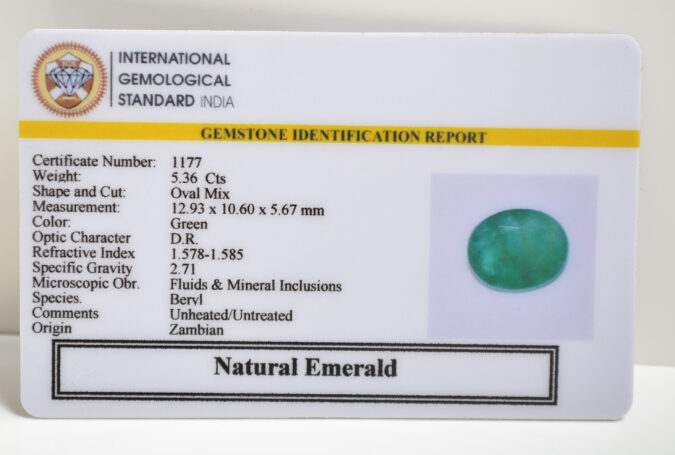 INTERNATIONAL
GEMOLOGICAL
STANDARD INDIA
GEMSTONE IDENTIFICATION REPORT
Certificate Number: 1177
Weight: 5.36 Cts
Shape and Cut: Oval Mix
Measurement: 12.93 x 10.60 x 5.67 mm
Color: Green
Optic Character D.R.
Refractive Index 1.578-1.585
Specific Gravity 2.71
Microscopic Obr. Fluids & Mineral Inclusions
Species. Beryl
Comments Unheated/Untreated
Origin Zambian
Natural Emerald